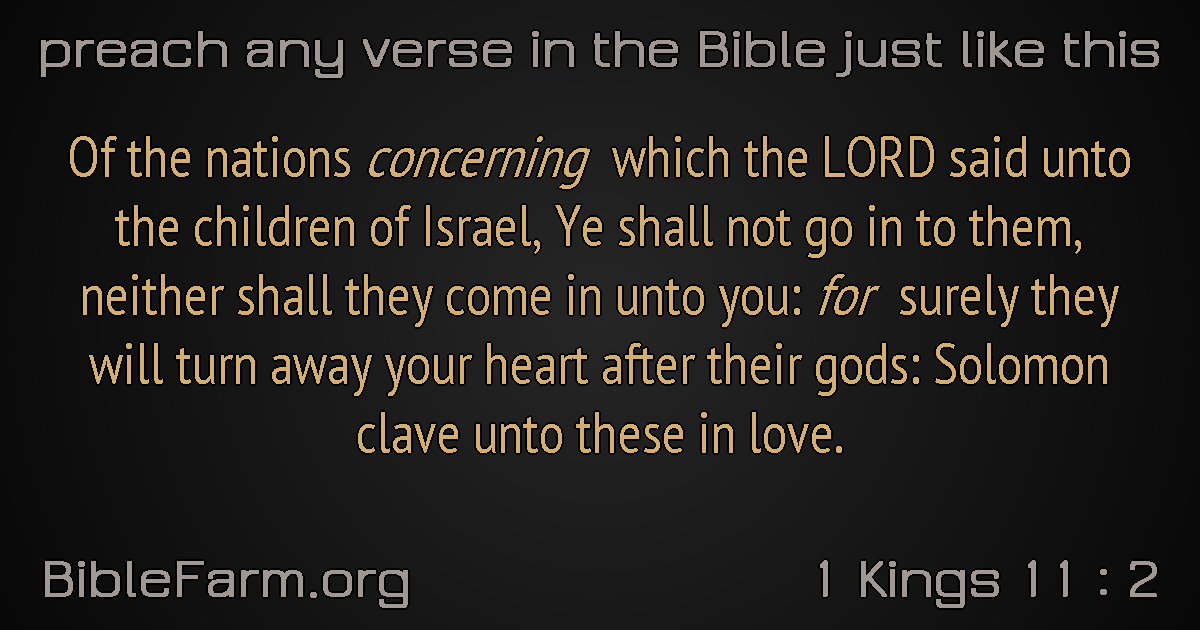 preach any verse in the Bible just like this
Of the nations concerning which the LORD said unto
the children of Israel, Ye shall not go in to them,
neither shall they come in unto you: for surely they
will turn away your heart after their gods: Solomon
clave unto these in love.
BibleFarm.org
1 Kings 11 : 2